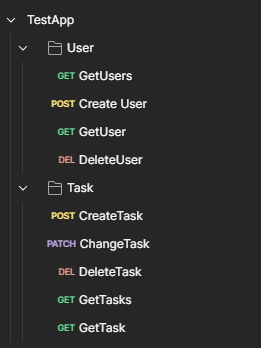 TestApp
User
GET GetUsers
POST Create User
GET GetUser
DEL DeleteUser
Task
POST CreateTask
PATCH ChangeTask
DEL DeleteTask
GET GetTasks
GET GetTask